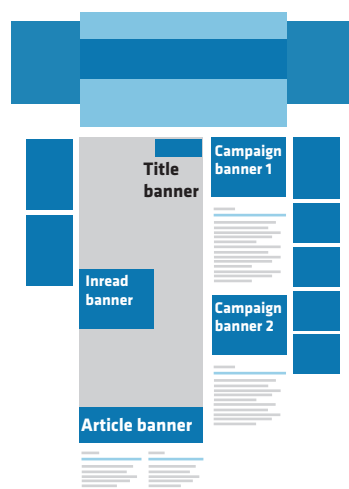 Title
banner
Campaign
banner 1
Inread
banner
Campaign
banner 2
Article banner